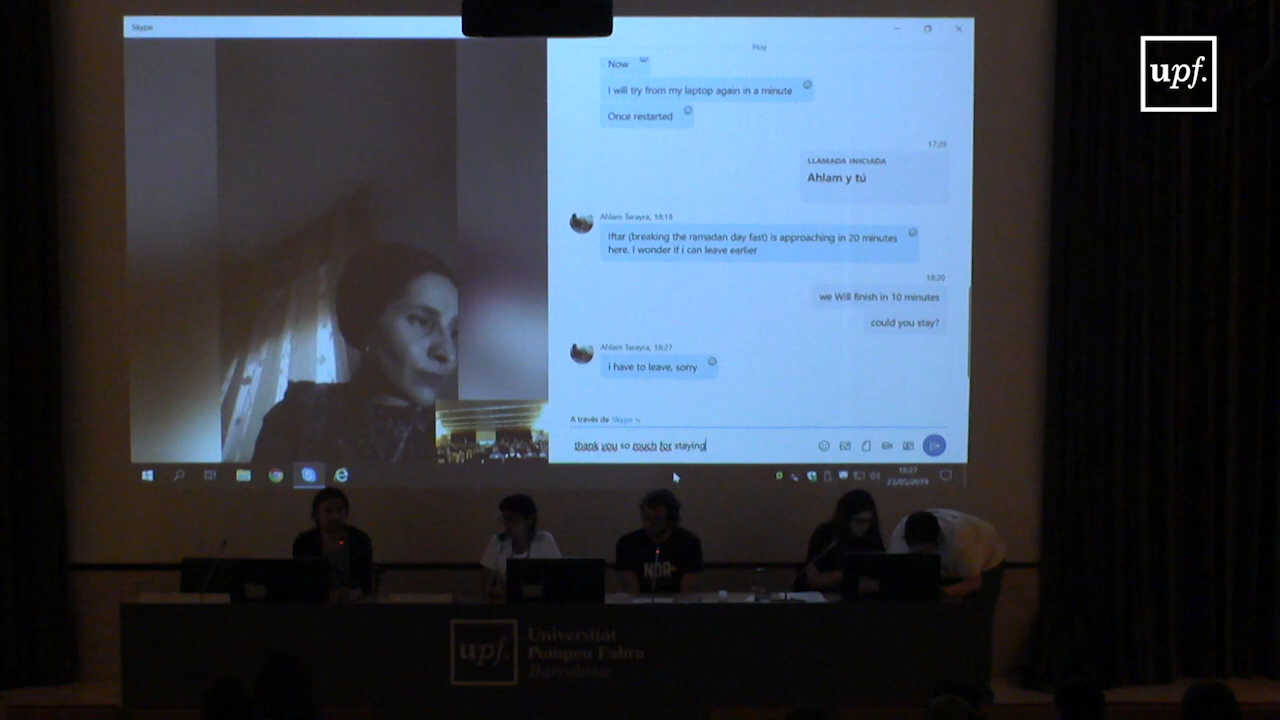 Skype
Hoy
Now
I will try from my laptop again in a minute
Once restarted
17:28
LLAMADA INICIADA
Ahlam y tú
Ahlam Tarayra, 18:18
Iftar (breaking the ramadan day fast) is approaching in 20 minutes
here. I wonder if i can leave earlier
18:20
we Will finish in 10 minutes
could you stay?
Ahlam Tarayra, 18:27
i have to leave, sorry
A través de Skype
thank you so much for staying
18:27
23/05/2019
upf.
NOR
upf.
Universitat
Pompeu Fabra
Barcelona